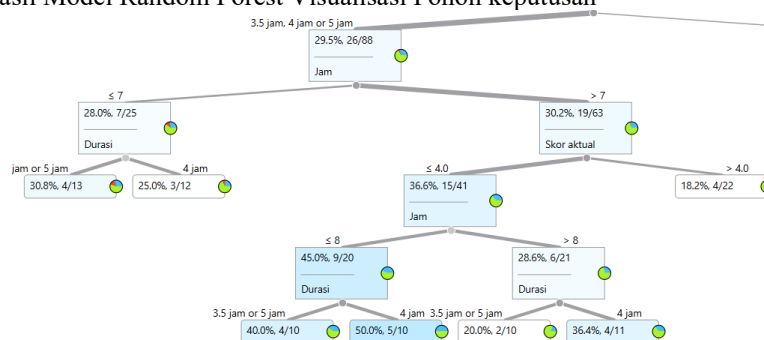 Model Random Forest Visualisasi Pohon keputusan
3.5 jam, 4 jam or 5 jam
29.5%, 26/88
Jam
≤ 7
> 7
28.0%, 7/25
Durasi
30.2%, 19/63
Skor aktual
jam or 5 jam
4 jam
≤ 4.0
> 4.0
30.8%, 4/13
25.0%, 3/12
36.6%, 15/41
Jam
18.2%, 4/22
≤ 8
> 8
45.0%, 9/20
Durasi
28.6%, 6/21
Durasi
3.5 jam or 5 jam
4 jam
3.5 jam or 5 jam
4 jam
40.0%, 4/10
50.0%, 5/10
20.0%, 2/10
36.4%, 4/11